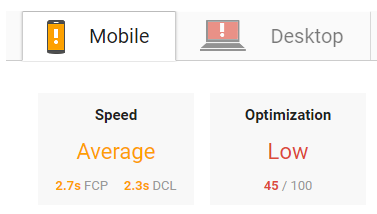 Mobile
Desktop
Speed
Average
2.7s FCP 2.3s DCL
Optimization
Low
45 / 100